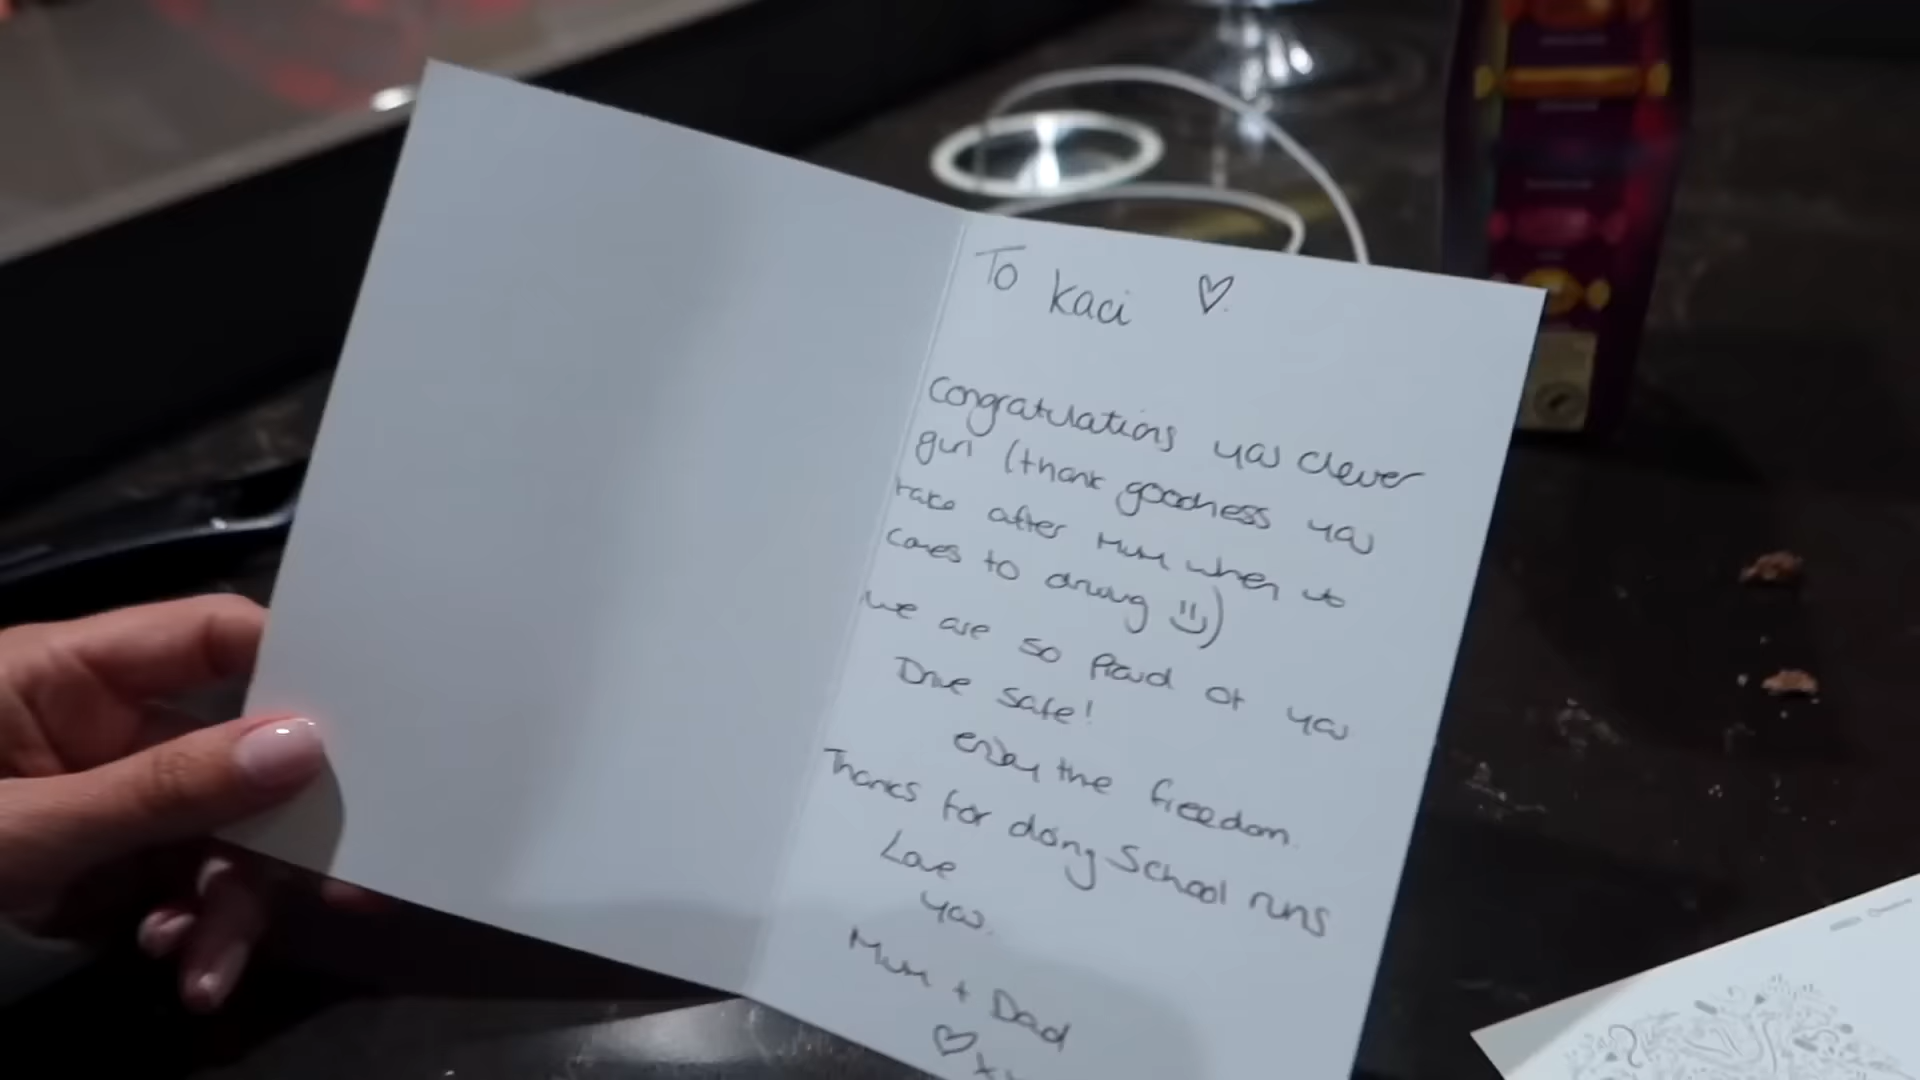 To Kaci ♡
Congratulations you clever
girl (thank goodness you
take after Mum when it
comes to driving :))
we are so Proud of you
Drive safe!
enjoy the freedom.
Thanks for doing School runs
Love
you.
Mum + Dad
♡ x